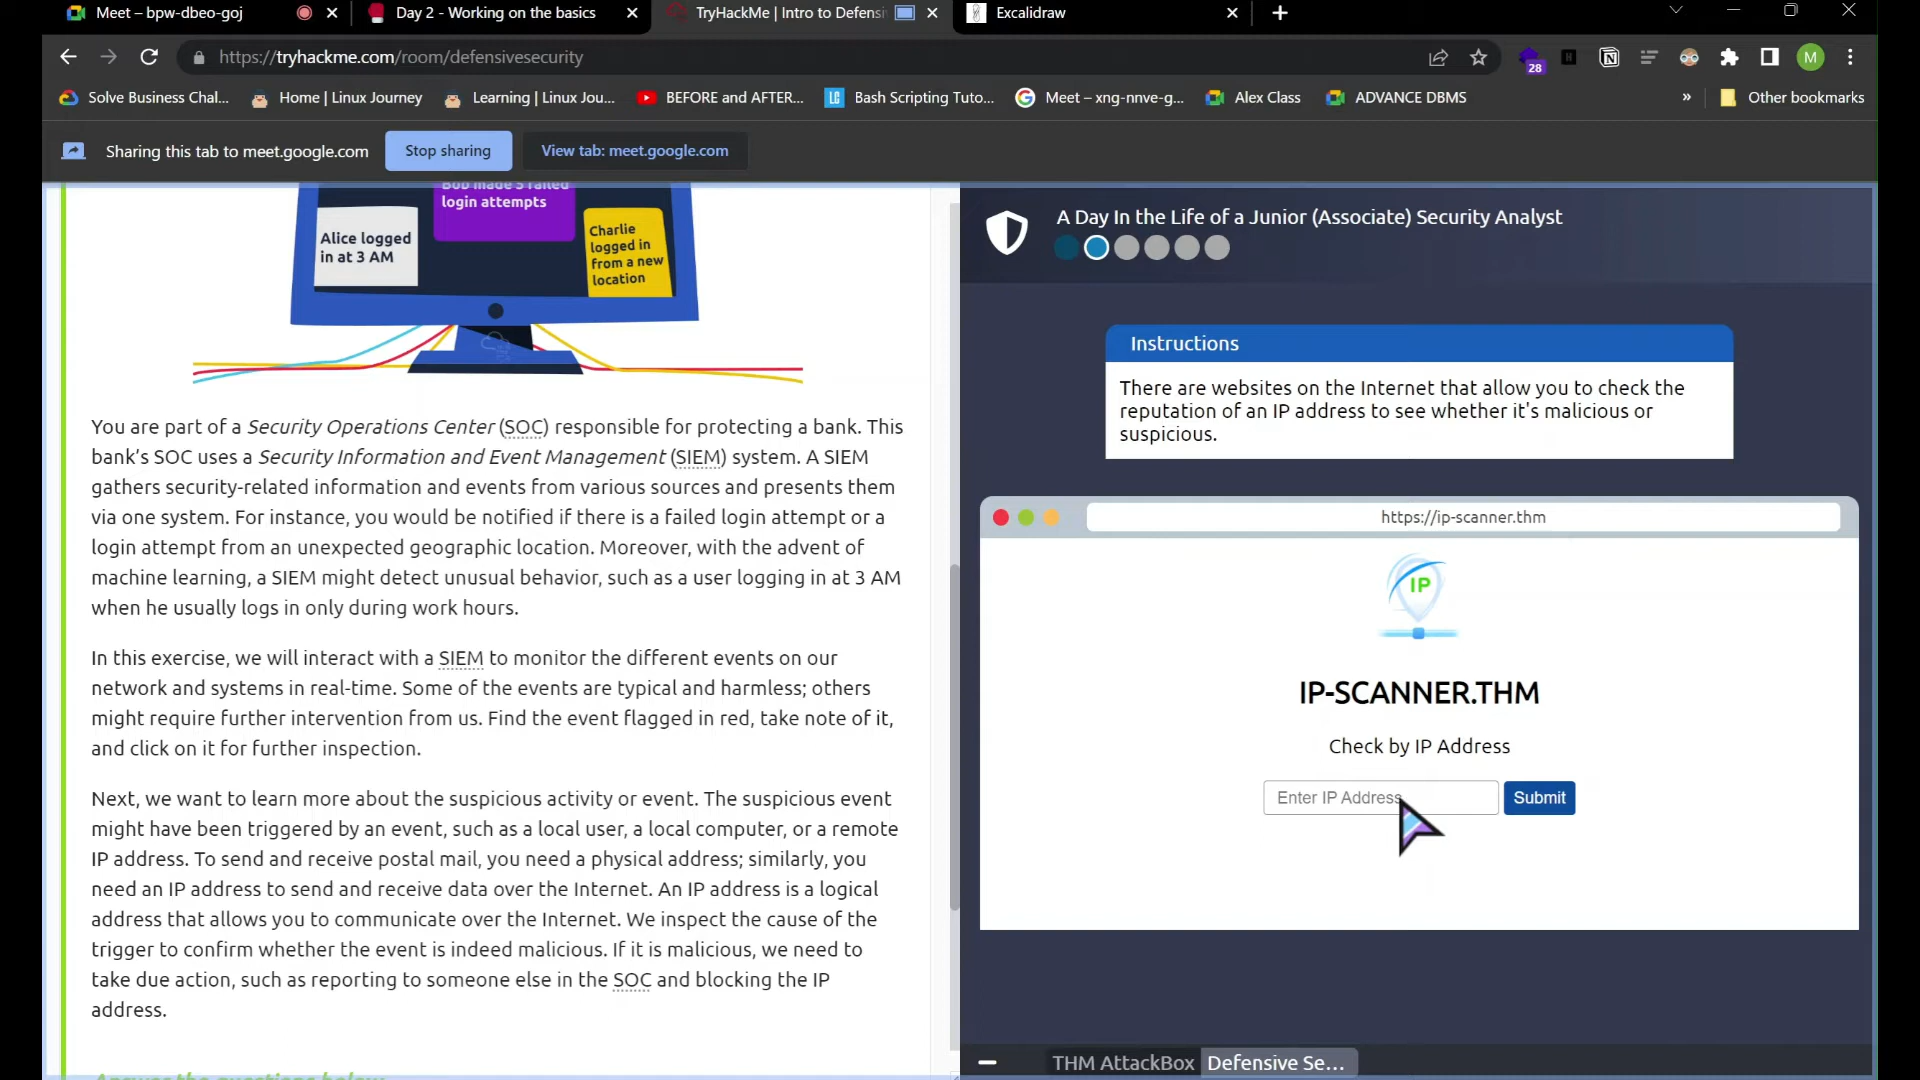 Meet – bpw-dbeo-goj
Day 2 - Working on the basics
TryHackMe | Intro to Defensi
Excalidraw
https://tryhackme.com/room/defensivesecurity
28
M
Solve Business Chal...
Home | Linux Journey
Learning | Linux Jou...
BEFORE and AFTER...
LC
Bash Scripting Tuto...
Meet – xng-nnve-g...
Alex Class
ADVANCE DBMS
»
Other bookmarks
Sharing this tab to meet.google.com
Stop sharing
View tab: meet.google.com
Bob made 3 failed
login attempts
Alice logged
in at 3 AM
Charlie
logged in
from a new
location
You are part of a Security Operations Center (SOC) responsible for protecting a bank. This
bank’s SOC uses a Security Information and Event Management (SIEM) system. A SIEM
gathers security-related information and events from various sources and presents them
via one system. For instance, you would be notified if there is a failed login attempt or a
login attempt from an unexpected geographic location. Moreover, with the advent of
machine learning, a SIEM might detect unusual behavior, such as a user logging in at 3 AM
when he usually logs in only during work hours.
In this exercise, we will interact with a SIEM to monitor the different events on our
network and systems in real-time. Some of the events are typical and harmless; others
might require further intervention from us. Find the event flagged in red, take note of it,
and click on it for further inspection.
Next, we want to learn more about the suspicious activity or event. The suspicious event
might have been triggered by an event, such as a local user, a local computer, or a remote
IP address. To send and receive postal mail, you need a physical address; similarly, you
need an IP address to send and receive data over the Internet. An IP address is a logical
address that allows you to communicate over the Internet. We inspect the cause of the
trigger to confirm whether the event is indeed malicious. If it is malicious, we need to
take due action, such as reporting to someone else in the SOC and blocking the IP
address.
Answer the questions below
A Day In the Life of a Junior (Associate) Security Analyst
Instructions
There are websites on the Internet that allow you to check the
reputation of an IP address to see whether it's malicious or
suspicious.
https://ip-scanner.thm
IP
IP-SCANNER.THM
Check by IP Address
Enter IP Address
Submit
THM AttackBox
Defensive Se...